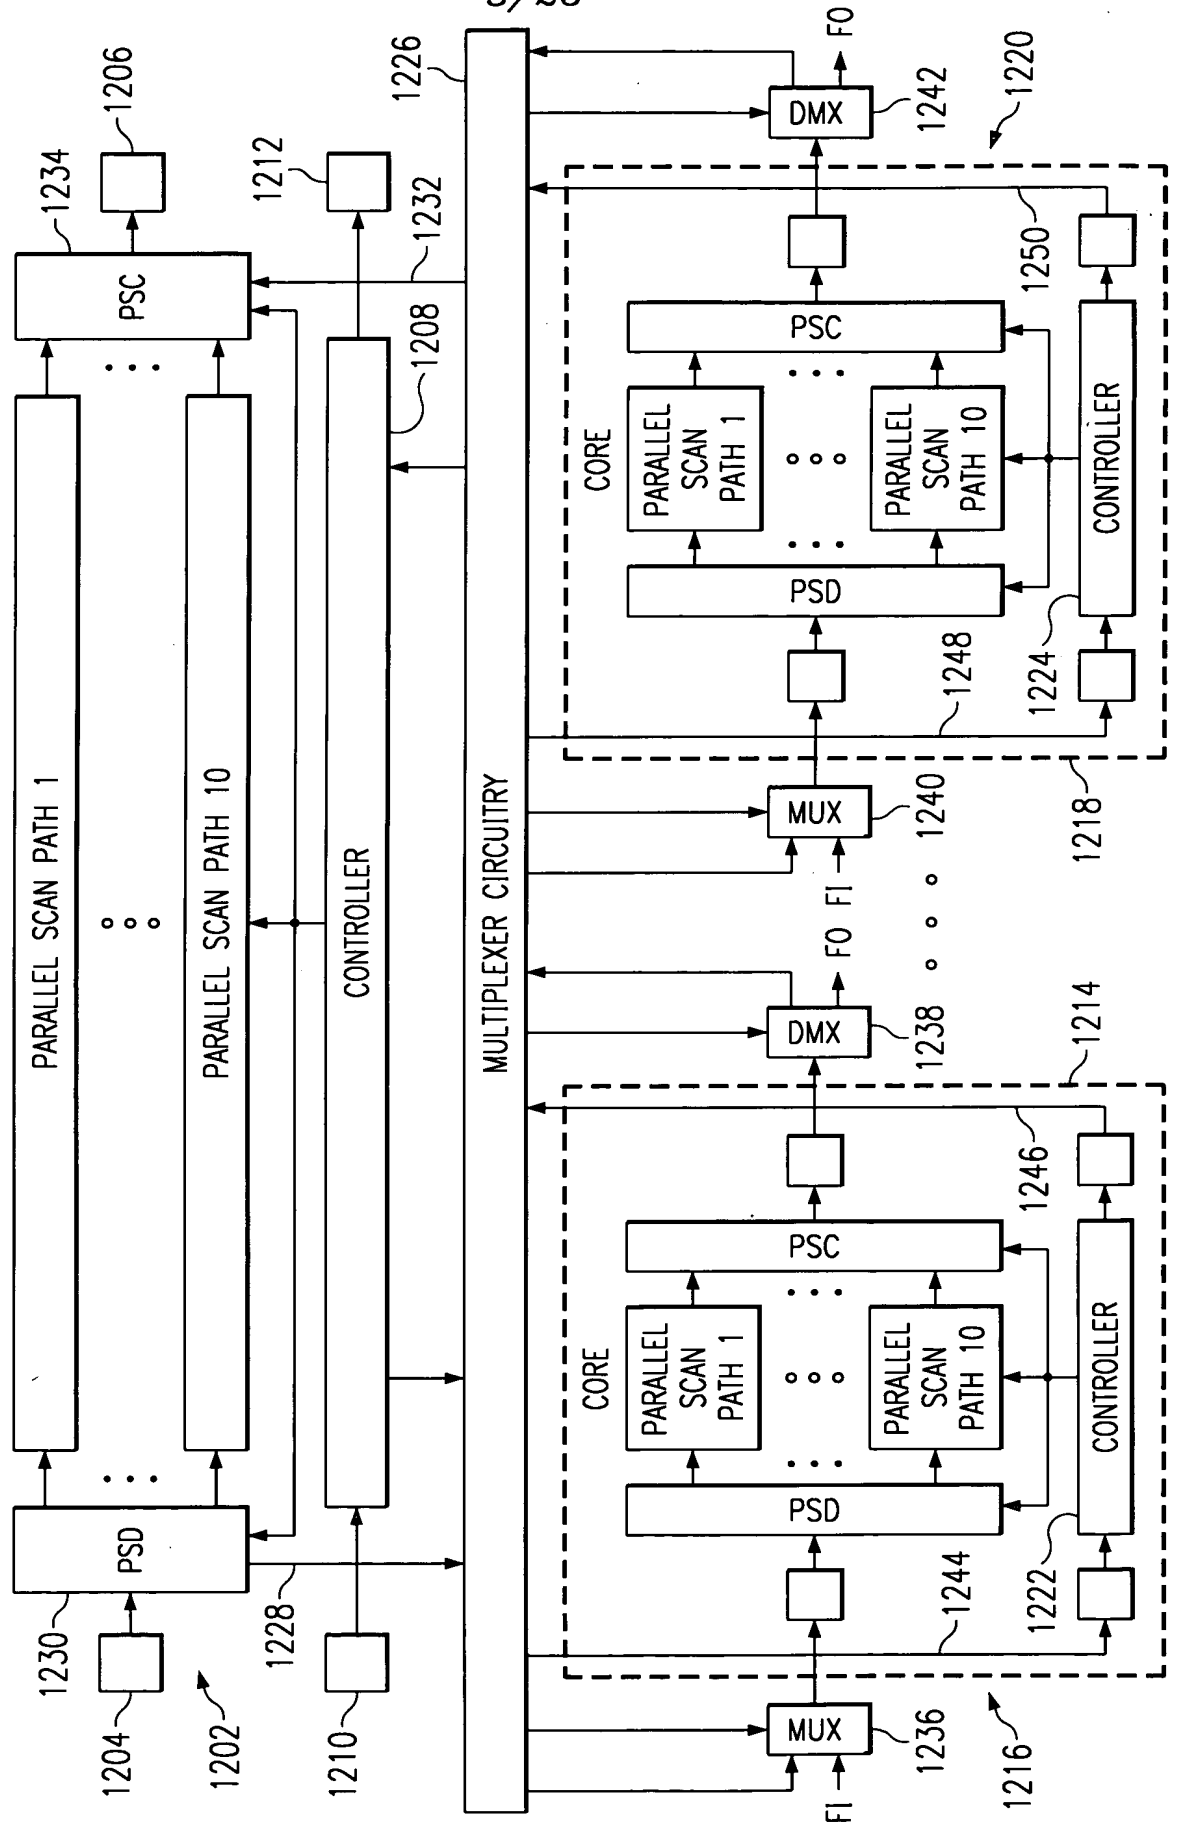 PARALLEL SCAN PATH 1
1230
PSD
PSC
1234
1204
1206
1202
PARALLEL SCAN PATH 10
1228
1210
CONTROLLER
1212
1232
1208
MULTIPLEXER CIRCUITRY
1226
CORE
PARALLEL
SCAN
PATH 1
CORE
PARALLEL
SCAN
PATH 1
FI
MUX
1236
PSD
PSC
DMX
1238
FO
FI
MUX
1240
PSD
PSC
DMX
1242
FO
PARALLEL
SCAN
PATH 10
PARALLEL
SCAN
PATH 10
1244
1222
1246
1248
1224
1250
1216
CONTROLLER
1214
1218
CONTROLLER
1220